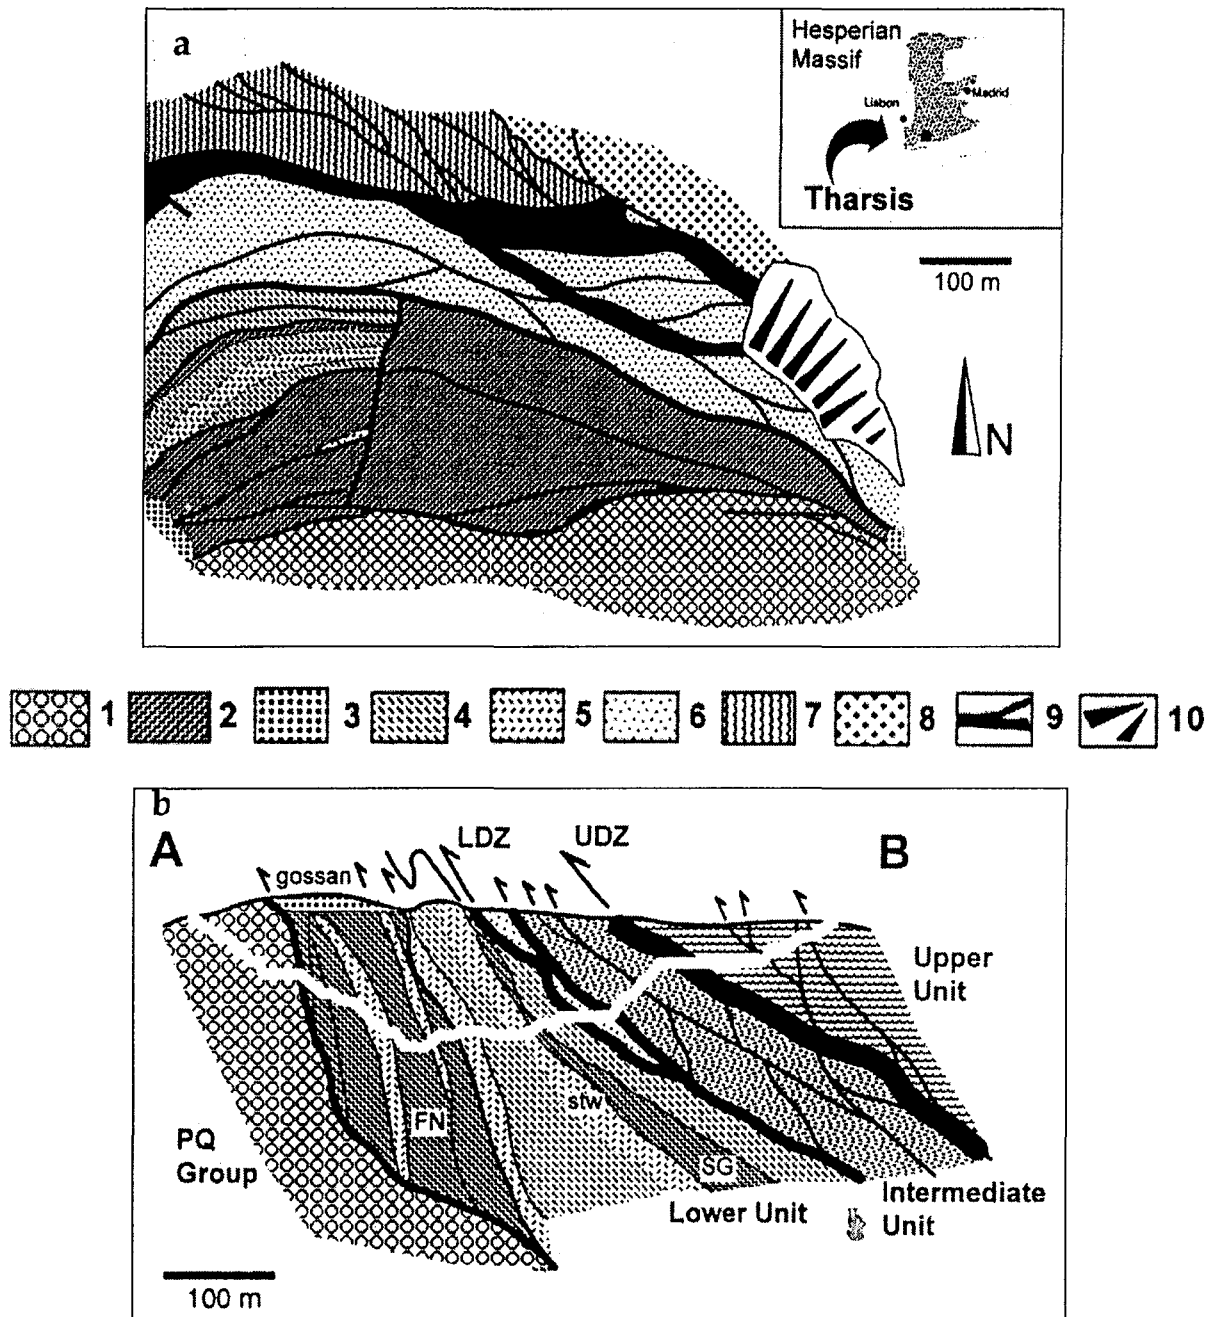 a
Hesperian
Massif
Madrid
Lisbon
Tharsis
100 m
N
1 2 3 4 5 6 7 8 9 10
b
A LDZ UDZ B
gossan
Upper
Unit
stw
FN
PQ
Group
SG
Intermediate
Lower Unit
Unit
100 m